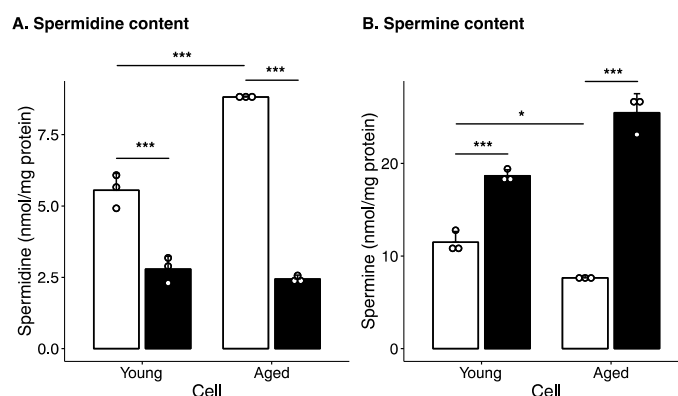 A. Spermidine content
***
***
***
Spermidine (nmol/mg protein)
7.5
5.0
2.5
0.0
Young
Aged
Cell
B. Spermine content
***
*
***
Spermine (nmol/mg protein)
20
10
0
Young
Aged
Cell